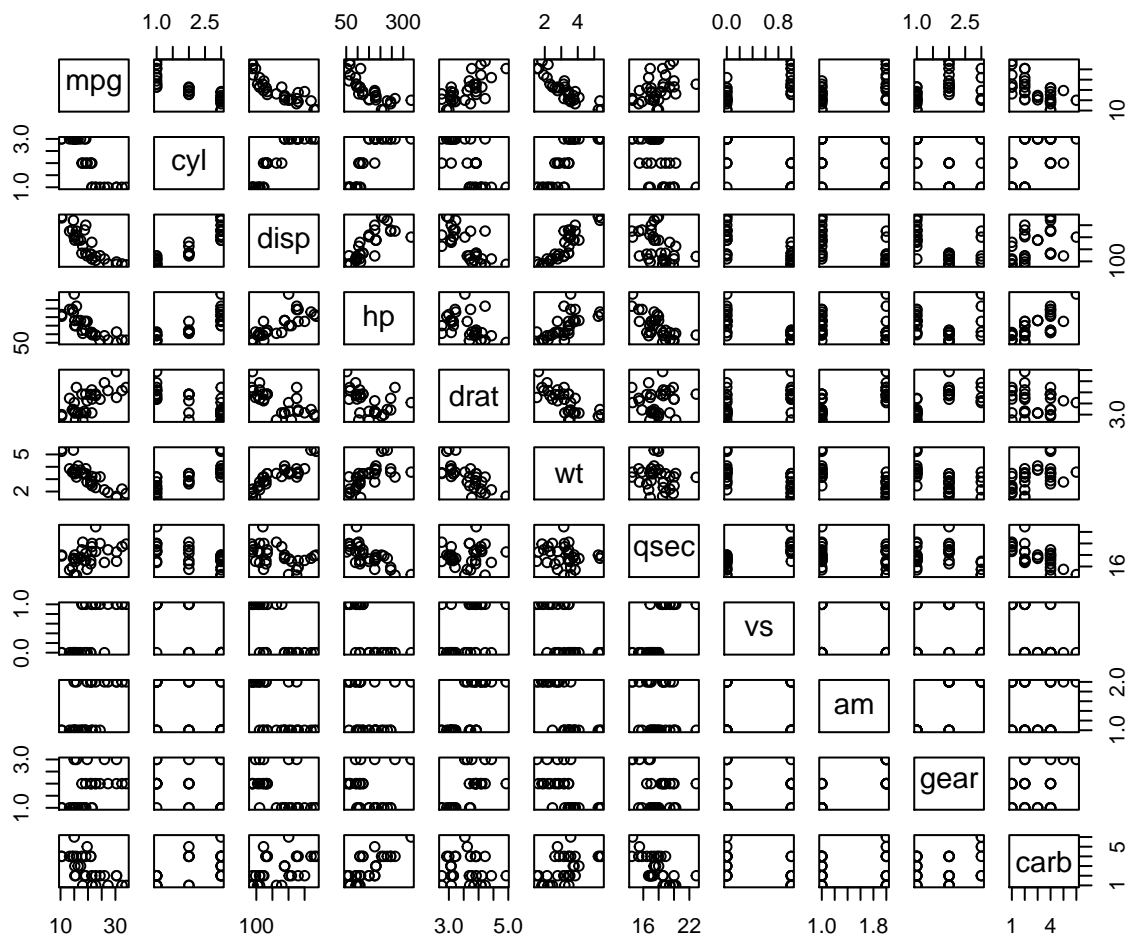 1.0 2.5 50 300 2 4 0.0 1.0 1.0 2.5
mpg 10
1.0 3.0 cyl
disp 100
50 hp
drat 3.0
2 5 wt
qsec 16
0.0 1.0 vs
am 1.0 2.0
1.0 3.0 gear
carb 1 5
10 20 30 100 3.0 5.0 16 22 1.0 1.8 1 4